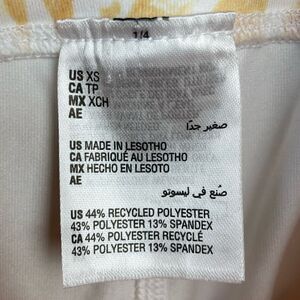 1/4
US XS
CA TP
MX XCH
AE
صغير جدًا
US MADE IN LESOTHO
CA FABRIQUÉ AU LESOTHO
MX HECHO EN LESOTO
AE
صُنع في ليسوتو
US 44% RECYCLED POLYESTER
43% POLYESTER 13% SPANDEX
CA 44% POLYESTER RECYCLÉ
43% POLYESTER 13% SPANDEX